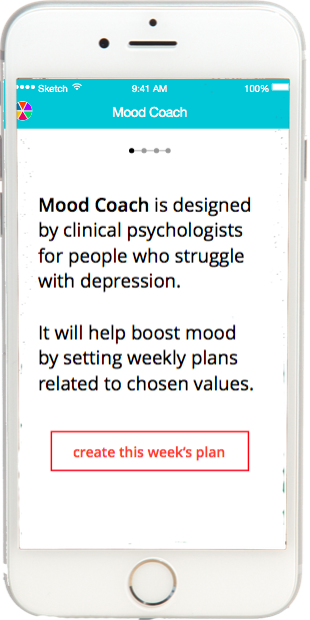 Sketch 9:41 AM 100%
Mood Coach
Mood Coach is designed
by clinical psychologists
for people who struggle
with depression.
It will help boost mood
by setting weekly plans
related to chosen values.
create this week's plan